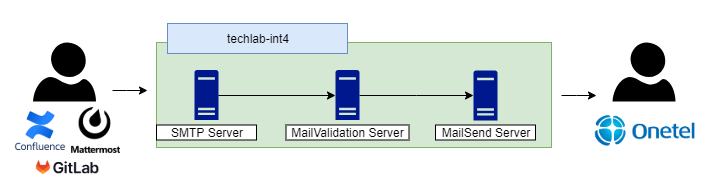 techlab-int4
SMTP Server
MailValidation Server
MailSend Server
Confluence
Mattermost
GitLab
Onetel